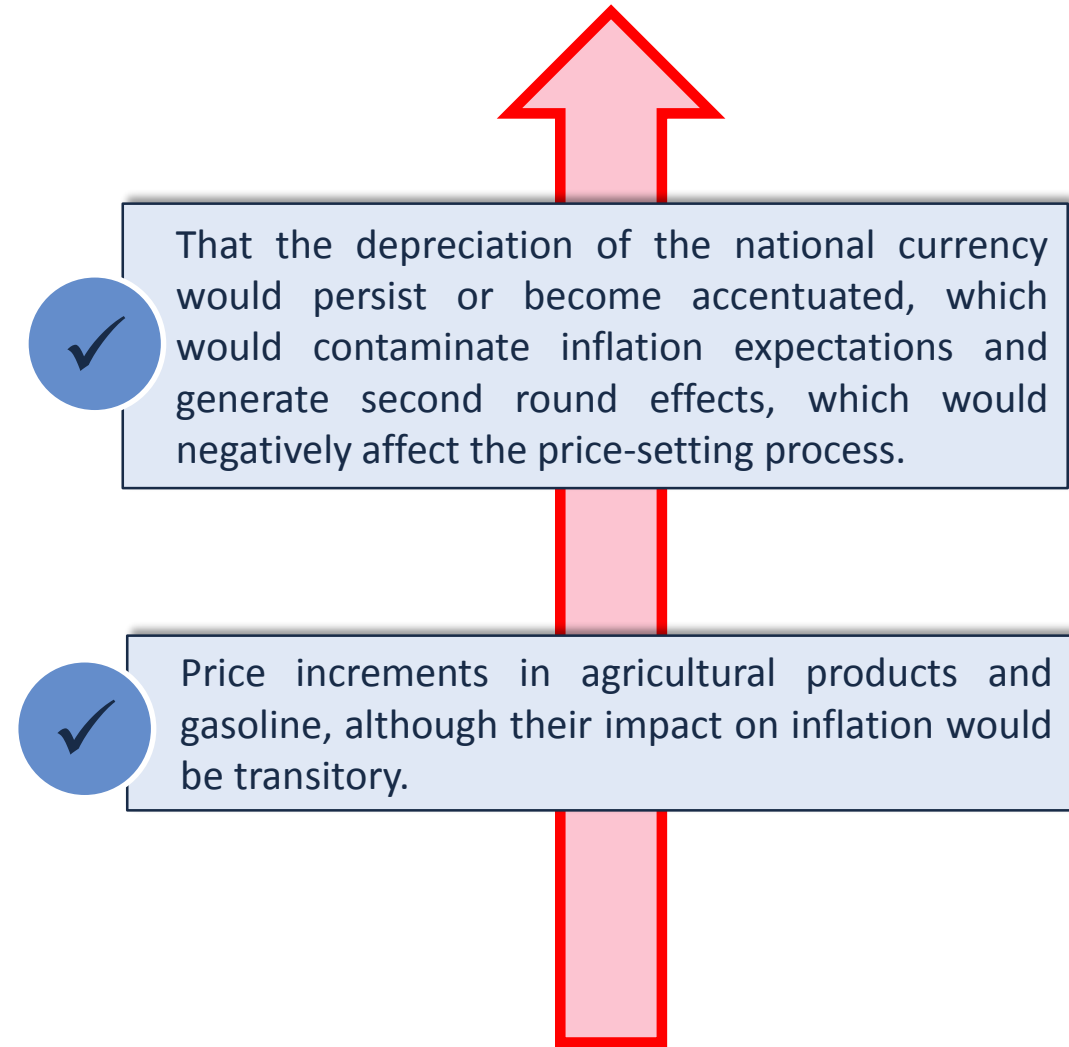 That the depreciation of the national currency
would persist or become accentuated, which
would contaminate inflation expectations and
generate second round effects, which would
negatively affect the price-setting process.
Price increments in agricultural products and
gasoline, although their impact on inflation would
be transitory.